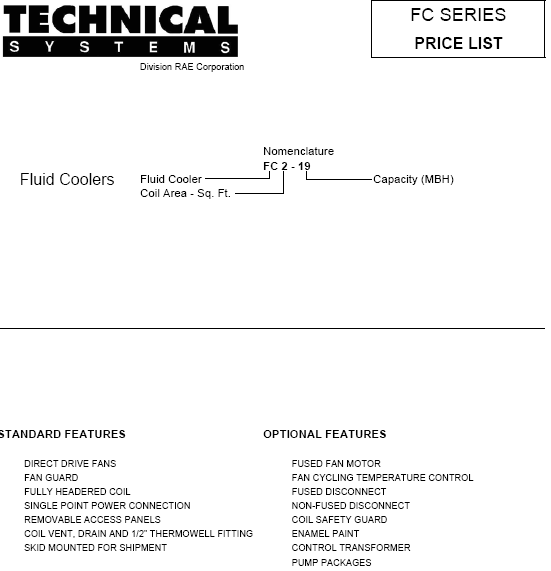 TECHNICAL
SYSTEMS
Division RAE Corporation
FC SERIES
PRICE LIST
Nomenclature
FC 2 - 19
Fluid Coolers
Fluid Cooler
Capacity (MBH)
Coil Area - Sq. Ft.
STANDARD FEATURES
DIRECT DRIVE FANS
FAN GUARD
FULLY HEADERED COIL
SINGLE POINT POWER CONNECTION
REMOVABLE ACCESS PANELS
COIL VENT, DRAIN AND 1/2" THERMOWELL FITTING
SKID MOUNTED FOR SHIPMENT
OPTIONAL FEATURES
FUSED FAN MOTOR
FAN CYCLING TEMPERATURE CONTROL
FUSED DISCONNECT
NON-FUSED DISCONNECT
COIL SAFETY GUARD
ENAMEL PAINT
CONTROL TRANSFORMER
PUMP PACKAGES